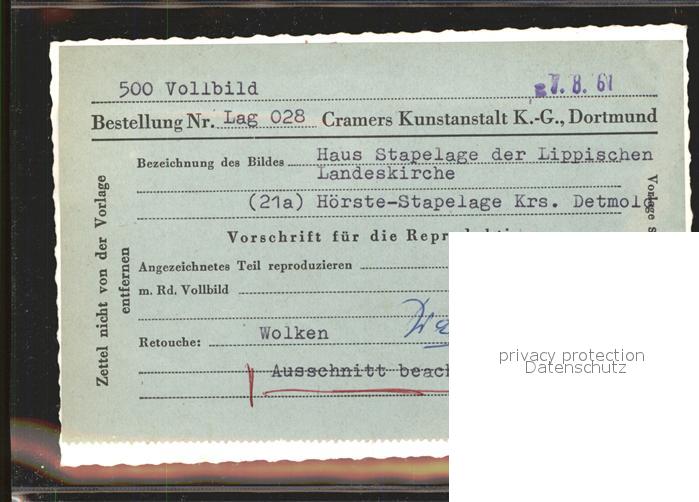 500 Vollbild
7. 8. 61
Bestellung Nr. Lag 028 Cramers Kunstanstalt K.-G., Dortmund
Bezeichnung des Bildes Haus Stapelage der Lippischen
Landeskirche
(21a) Hörste-Stapelage Krs. Detmold
Vorschrift für die
Angezeichnetes Teil reproduzieren
m. Rd. Vollbild
Retouche: Wolken
Ausschnitt
Zettel nicht von der Vorlage
entfernen
privacy protection
Datenschutz